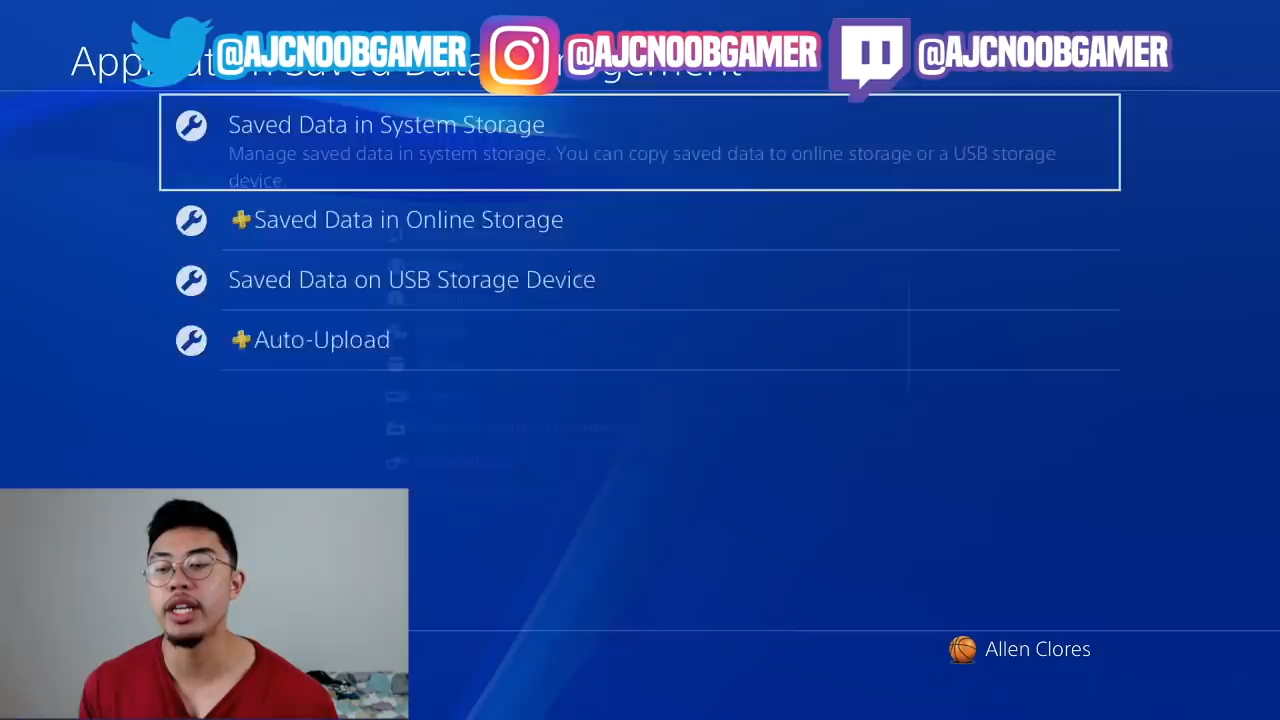 @AJCNOOBGAMER @AJCNOOBGAMER @AJCNOOBGAMER
Saved Data in System Storage
Manage saved data in system storage. You can copy saved data to online storage or a USB storage
device.
Saved Data in Online Storage
Saved Data on USB Storage Device
Auto-Upload
Allen Clores